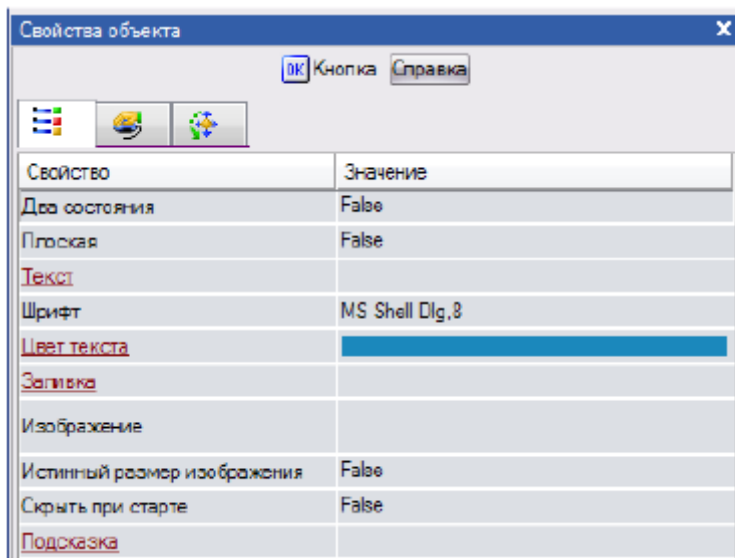 Свойства объекта
OK Кнопка Справка
Свойство Значение
Два состояния False
Плоская False
Текст
Шрифт MS Shell Dlg,8
Цвет текста
Заливка
Изображение
Истинный размер изображения False
Скрыть при старте False
Подсказка